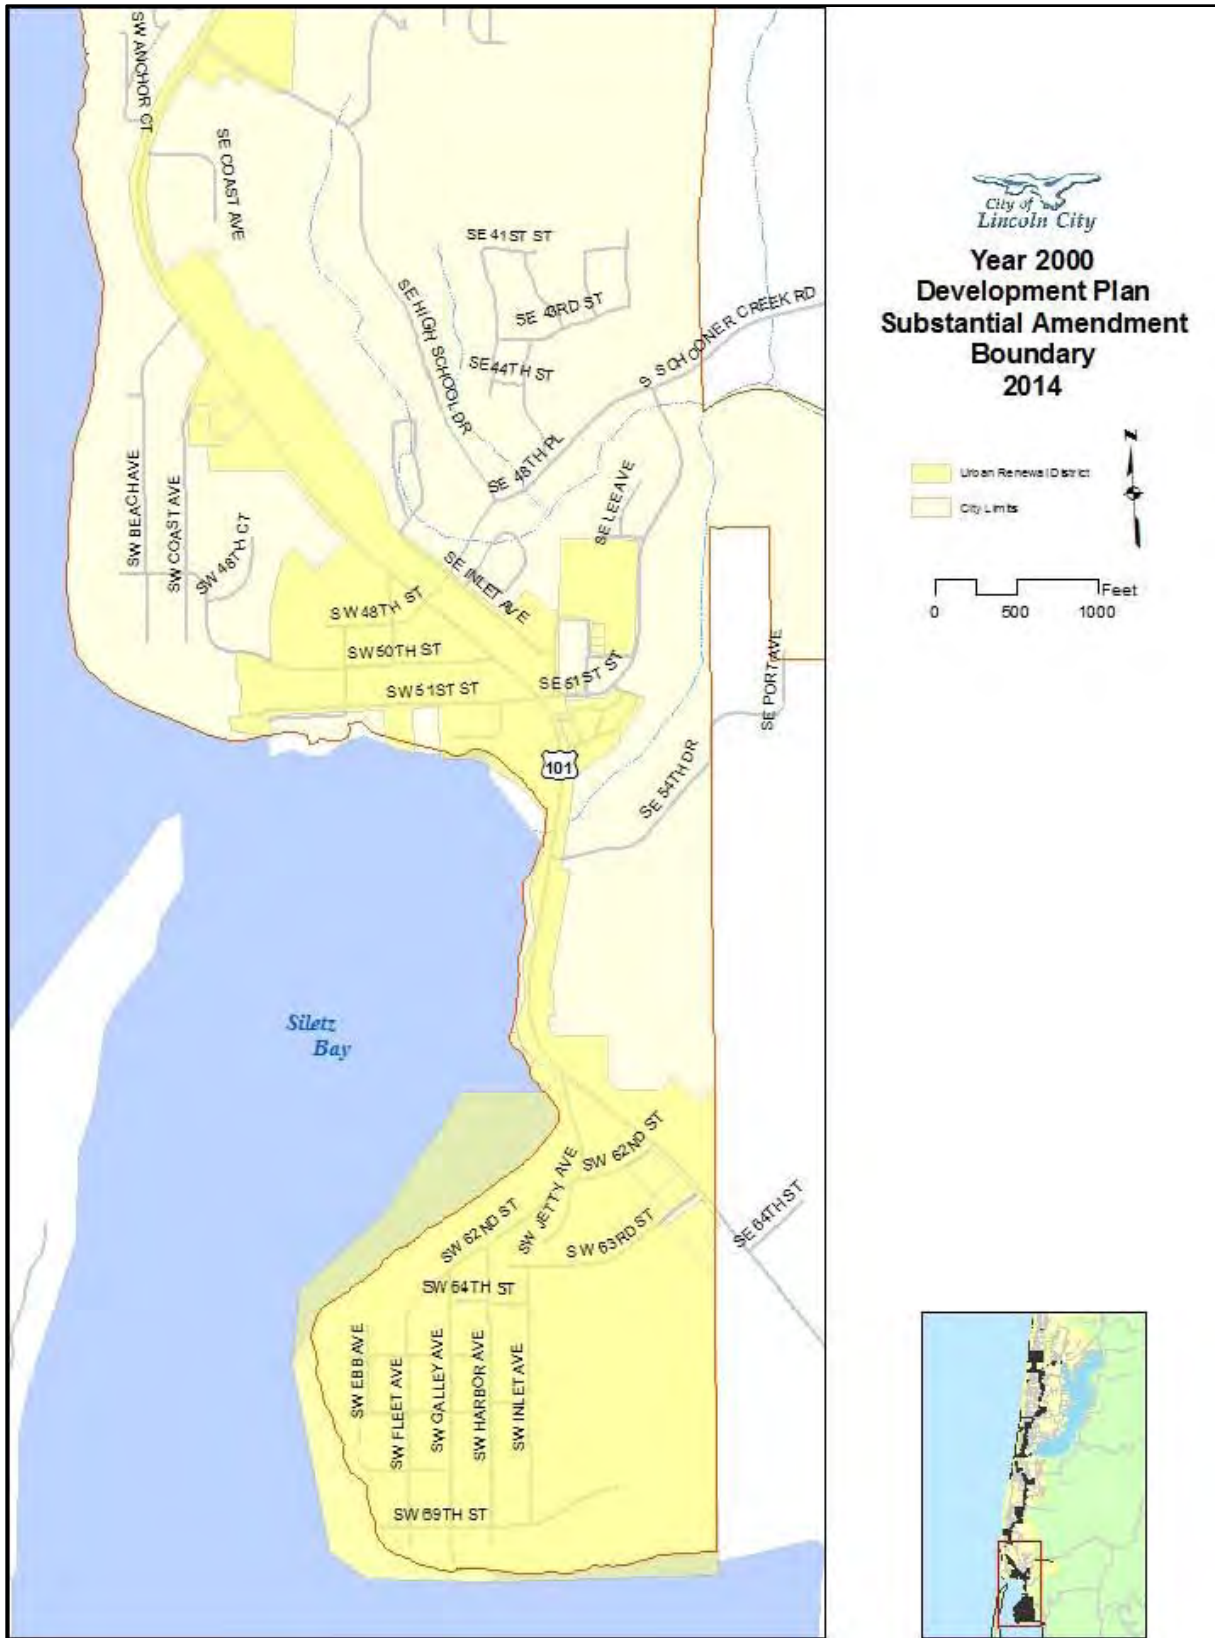 SW ANCHOR CT
SE COAST AVE
SE 41ST ST
SE 43RD ST
SE 44TH ST
SE HIGH SCHOOL DR
S SCHOONER CREEK RD
SE 48TH PL
SE LEE AVE
SW BEACH AVE
SW COAST AVE
SW 48TH CT
SE INLET AVE
SW 48TH ST
SW 50TH ST
SW 51ST ST
SE 51ST ST
SE PORT AVE
101
SE 54TH DR
Siletz
Bay
SW 62ND ST
SW JETTY AVE
SW 62ND ST
SW 63RD ST
SE 64TH ST
SW 64TH ST
SW EBB AVE
SW FLEET AVE
SW GALLEY AVE
SW HARBOR AVE
SW INLET AVE
SW 69TH ST
City of
Lincoln City
Year 2000
Development Plan
Substantial Amendment
Boundary
2014
N
Urban Renewal District
City Limits
Feet
0 500 1000